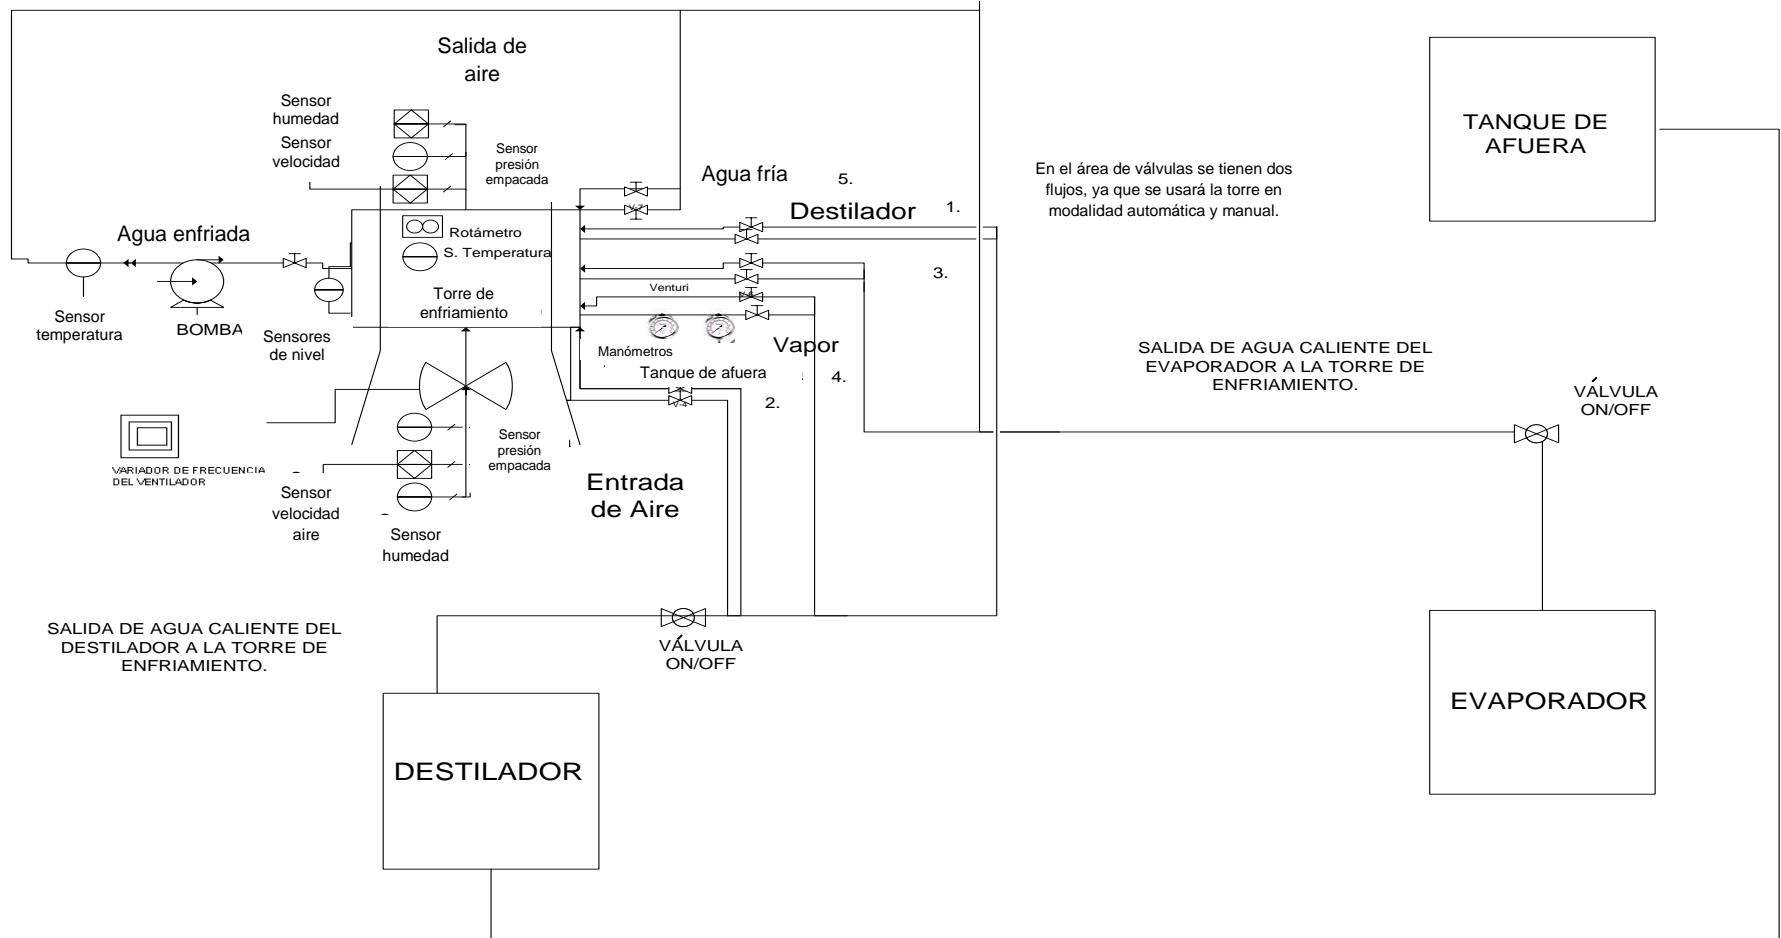 Salida de
aire
Sensor
humedad
Sensor
velocidad
Sensor
presión
empacada
TANQUE DE
AFUERA
En el área de válvulas se tienen dos
flujos, ya que se usará la torre en
modalidad automática y manual.
Agua fría
5.
Destilador
1.
Agua enfriada
Rotámetro
S. Temperatura
3.
Venturi
Torre de
enfriamiento
Sensor
temperatura
BOMBA
Sensores
de nivel
Manómetros
Vapor
Tanque de afuera
4.
2.
V-4
SALIDA DE AGUA CALIENTE DEL
EVAPORADOR A LA TORRE DE
ENFRIAMIENTO.
VÁLVULA
ON/OFF
VARIADOR DE FRECUENCIA
DEL VENTILADOR
Sensor
presión
empacada
Sensor
velocidad
aire
Entrada
de Aire
Sensor
humedad
SALIDA DE AGUA CALIENTE DEL
DESTILADOR A LA TORRE DE
ENFRIAMIENTO.
VÁLVULA
ON/OFF
EVAPORADOR
DESTILADOR